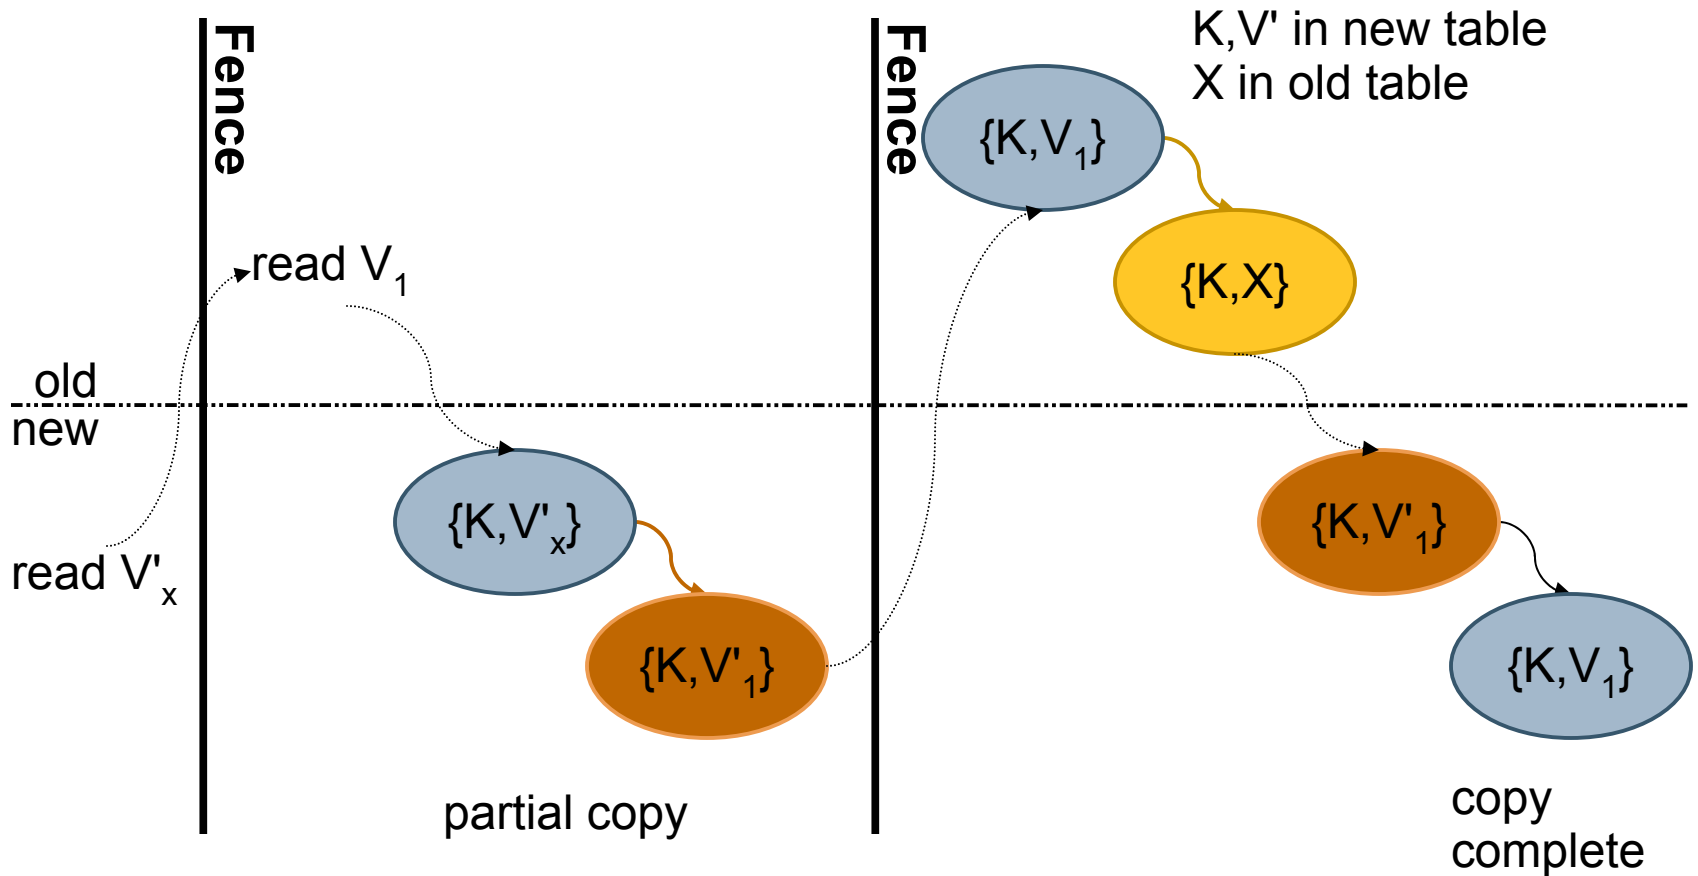 Fence
Fence
K,V' in new table
X in old table
{K,V₁}
read V₁
{K,X}
old
new
{K,V'ₓ}
{K,V'₁}
read V'ₓ
{K,V'₁}
{K,V₁}
partial copy
copy
complete